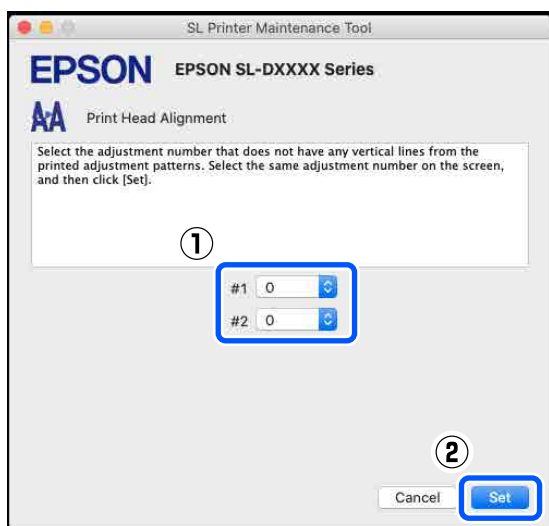 SL Printer Maintenance Tool
EPSON EPSON SL-DXXXX Series
Print Head Alignment
Select the adjustment number that does not have any vertical lines from the
printed adjustment patterns. Select the same adjustment number on the screen,
and then click [Set].
①
#1 0
#2 0
②
Cancel Set